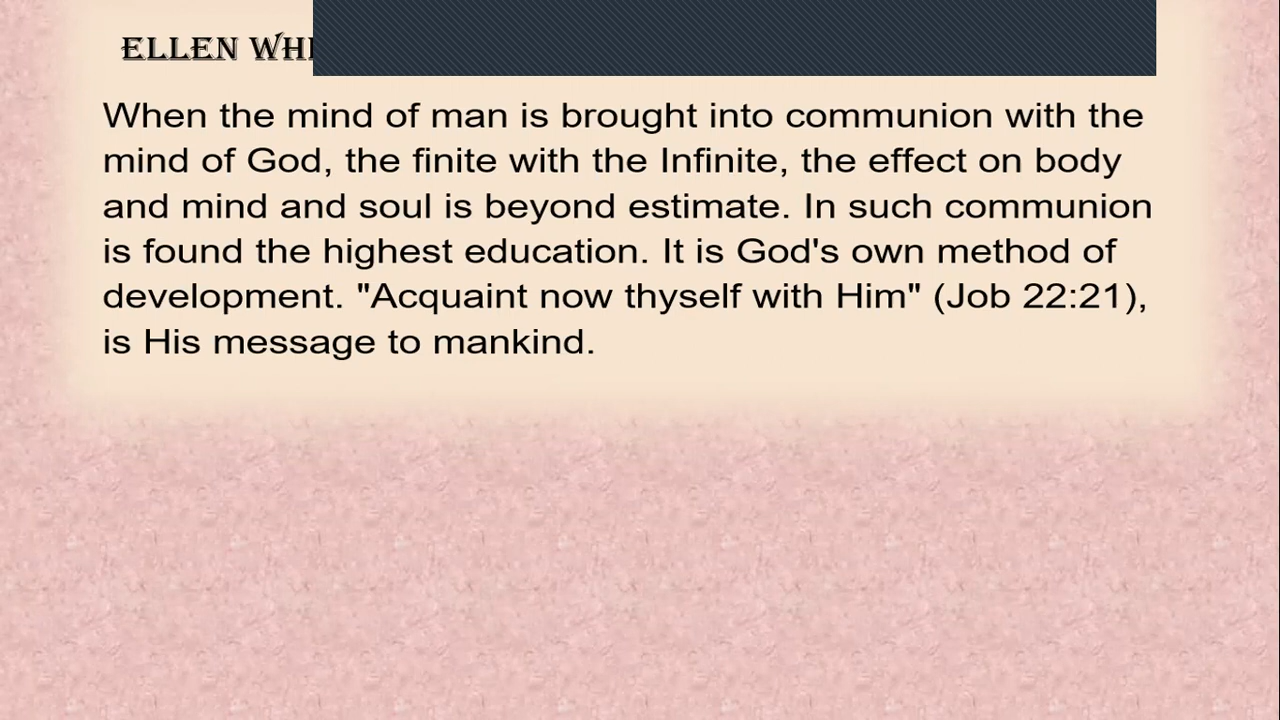 ELLEN WHI
When the mind of man is brought into communion with the
mind of God, the finite with the Infinite, the effect on body
and mind and soul is beyond estimate. In such communion
is found the highest education. It is God's own method of
development. "Acquaint now thyself with Him" (Job 22:21),
is His message to mankind.